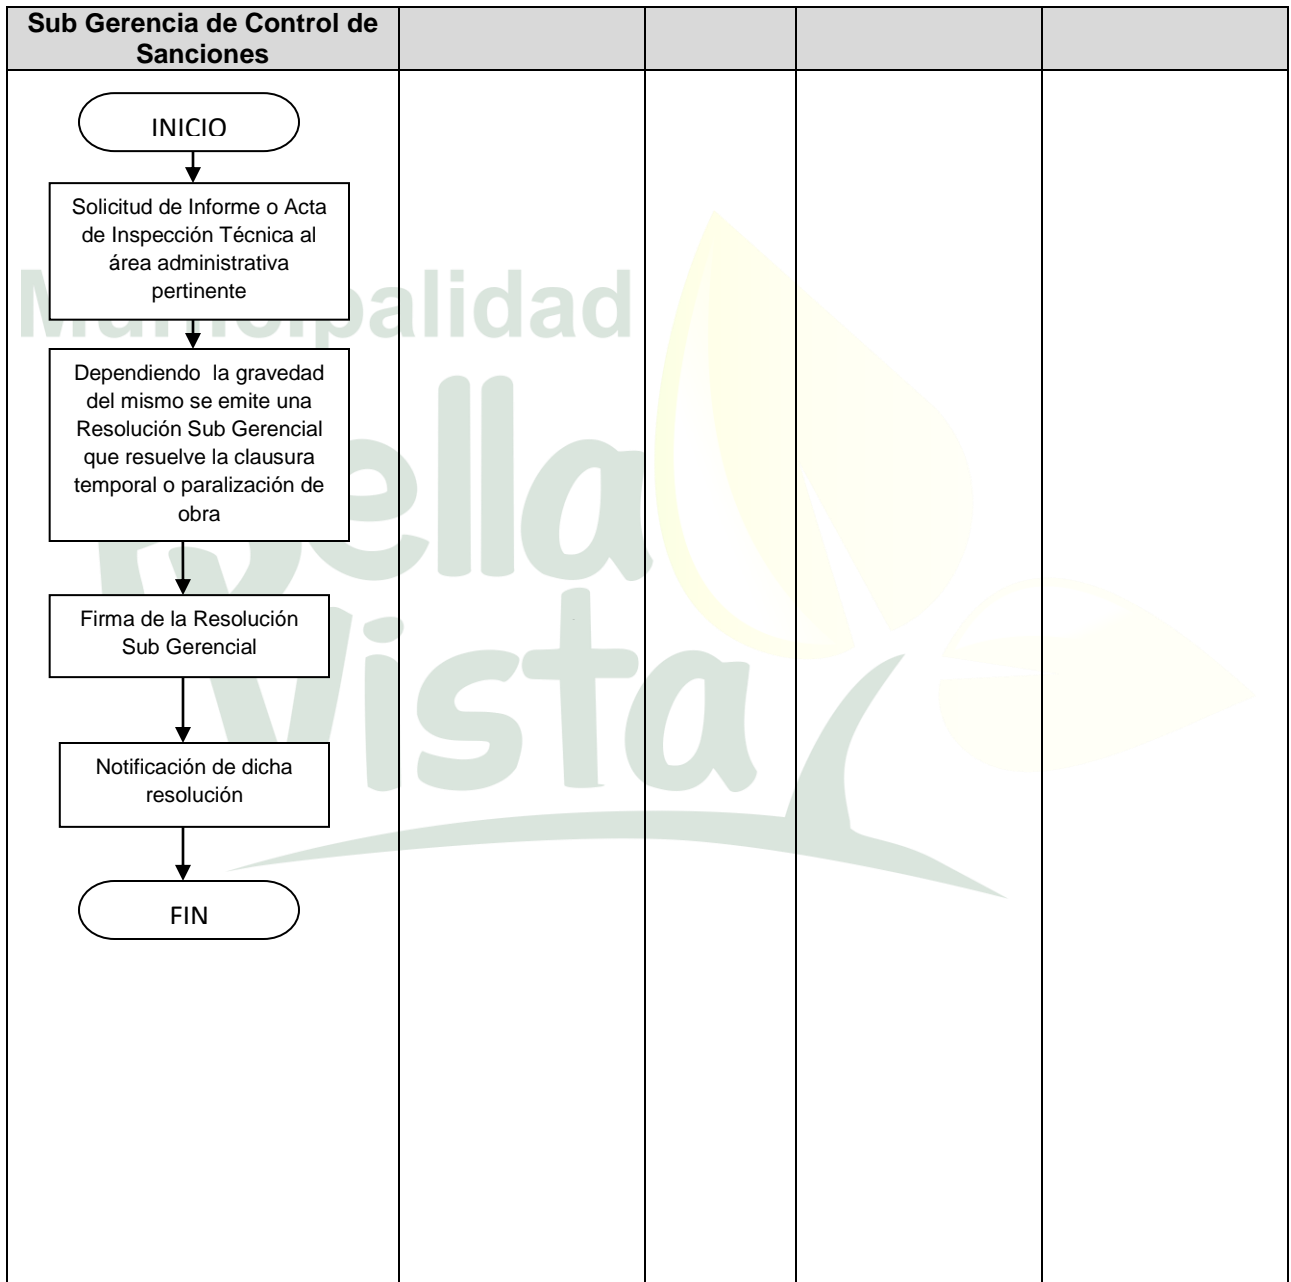 Sub Gerencia de Control de
Sanciones
INICIO
Solicitud de Informe o Acta
de Inspección Técnica al
área administrativa
pertinente
Municipalidad
Dependiendo  la gravedad
del mismo se emite una
Resolución Sub Gerencial
que resuelve la clausura
temporal o paralización de
obra
Bella
Firma de la Resolución
Sub Gerencial
Vista
Notificación de dicha
resolución
FIN